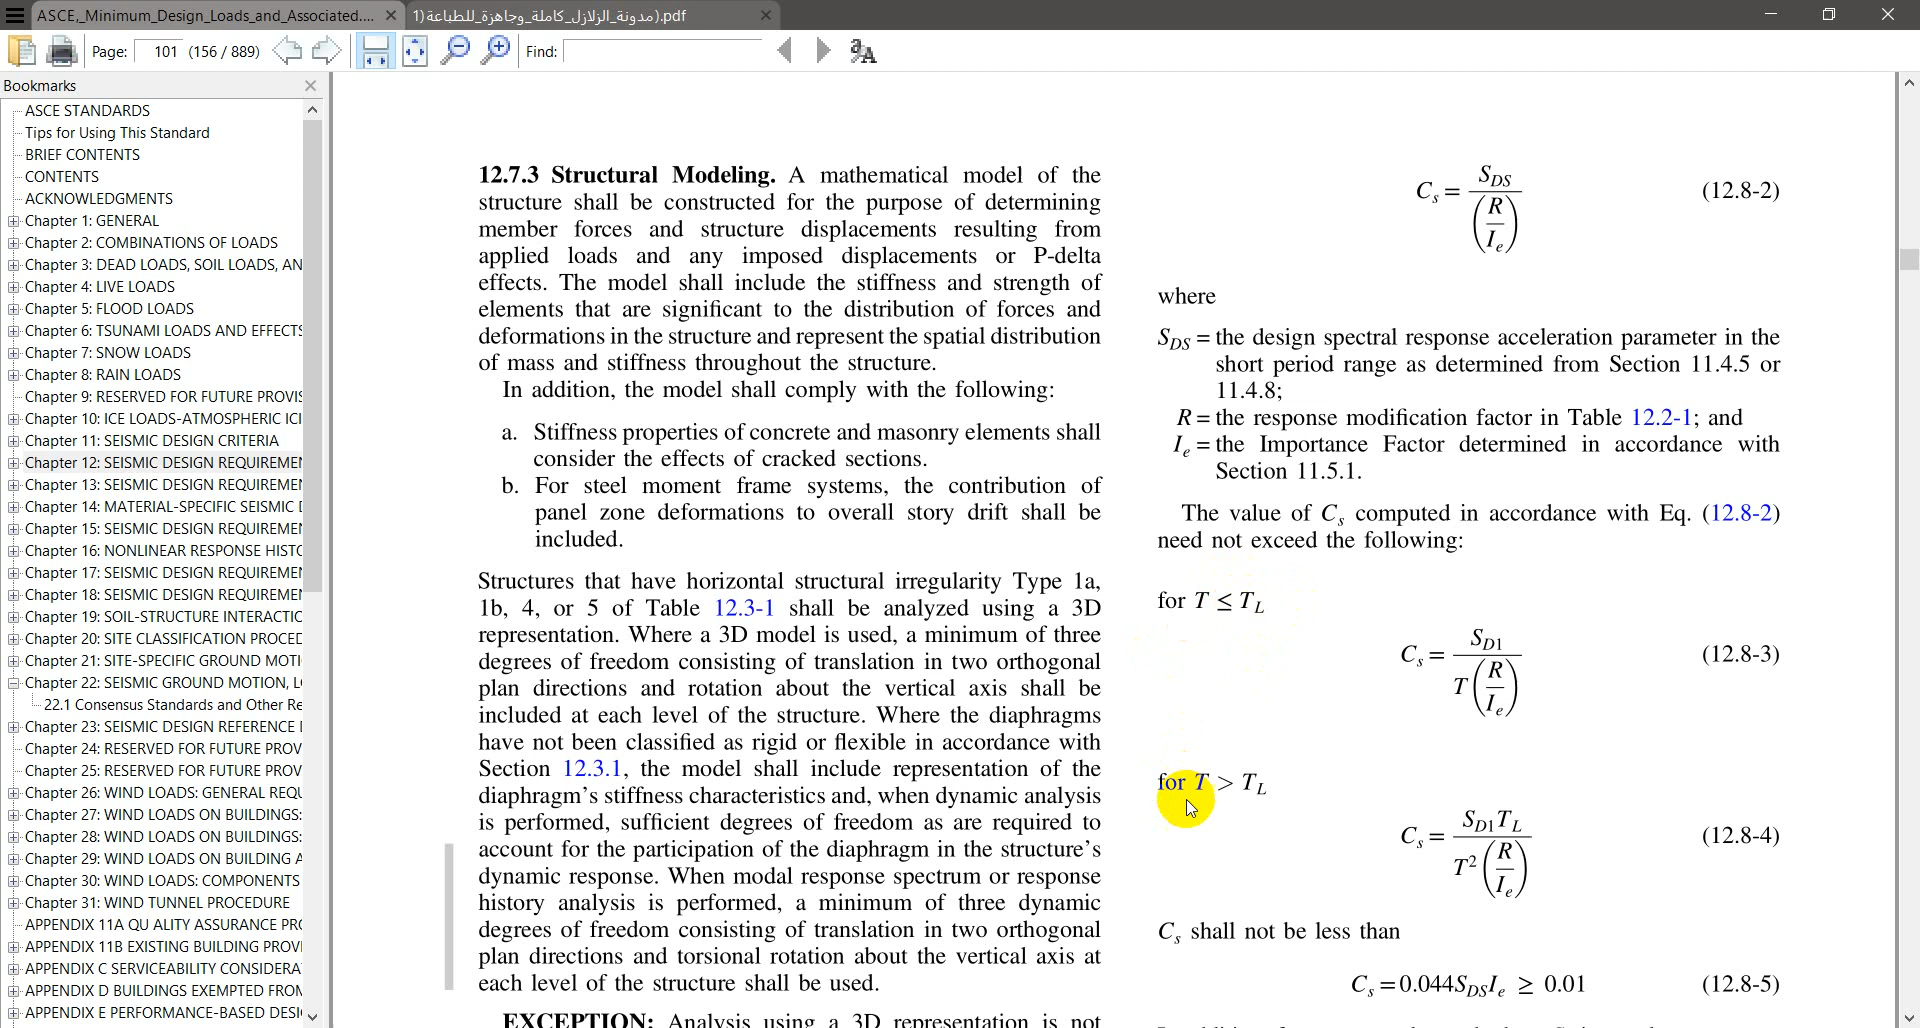 ASCE,_Minimum_Design_Loads_and_Associated....
1)مدونة_الزلازل_كاملة_وجاهزة_للطباعة).pdf
Page: 101 (156 / 889) Find:
Bookmarks
ASCE STANDARDS
Tips for Using This Standard
BRIEF CONTENTS
CONTENTS
ACKNOWLEDGMENTS
Chapter 1: GENERAL
Chapter 2: COMBINATIONS OF LOADS
Chapter 3: DEAD LOADS, SOIL LOADS, AN
Chapter 4: LIVE LOADS
Chapter 5: FLOOD LOADS
Chapter 6: TSUNAMI LOADS AND EFFECTS
Chapter 7: SNOW LOADS
Chapter 8: RAIN LOADS
Chapter 9: RESERVED FOR FUTURE PROVIS
Chapter 10: ICE LOADS-ATMOSPHERIC ICI
Chapter 11: SEISMIC DESIGN CRITERIA
Chapter 12: SEISMIC DESIGN REQUIREMEN
Chapter 13: SEISMIC DESIGN REQUIREMEN
Chapter 14: MATERIAL-SPECIFIC SEISMIC D
Chapter 15: SEISMIC DESIGN REQUIREMEN
Chapter 16: NONLINEAR RESPONSE HISTO
Chapter 17: SEISMIC DESIGN REQUIREMEN
Chapter 18: SEISMIC DESIGN REQUIREMEN
Chapter 19: SOIL-STRUCTURE INTERACTIO
Chapter 20: SITE CLASSIFICATION PROCED
Chapter 21: SITE-SPECIFIC GROUND MOTI
Chapter 22: SEISMIC GROUND MOTION, L
22.1 Consensus Standards and Other Re
Chapter 23: SEISMIC DESIGN REFERENCE
Chapter 24: RESERVED FOR FUTURE PROV
Chapter 25: RESERVED FOR FUTURE PROV
Chapter 26: WIND LOADS: GENERAL REQU
Chapter 27: WIND LOADS ON BUILDINGS:
Chapter 28: WIND LOADS ON BUILDINGS:
Chapter 29: WIND LOADS ON BUILDING A
Chapter 30: WIND LOADS: COMPONENTS
Chapter 31: WIND TUNNEL PROCEDURE
APPENDIX 11A QU ALITY ASSURANCE PRO
APPENDIX 11B EXISTING BUILDING PROVI
APPENDIX C SERVICEABILITY CONSIDERA
APPENDIX D BUILDINGS EXEMPTED FROM
APPENDIX E PERFORMANCE-BASED DESI
12.7.3 Structural Modeling. A mathematical model of the
structure shall be constructed for the purpose of determining
member forces and structure displacements resulting from
applied loads and any imposed displacements or P-delta
effects. The model shall include the stiffness and strength of
elements that are significant to the distribution of forces and
deformations in the structure and represent the spatial distribution
of mass and stiffness throughout the structure.
In addition, the model shall comply with the following:
a. Stiffness properties of concrete and masonry elements shall
consider the effects of cracked sections.
b. For steel moment frame systems, the contribution of
panel zone deformations to overall story drift shall be
included.
Structures that have horizontal structural irregularity Type 1a,
1b, 4, or 5 of Table 12.3-1 shall be analyzed using a 3D
representation. Where a 3D model is used, a minimum of three
degrees of freedom consisting of translation in two orthogonal
plan directions and rotation about the vertical axis shall be
included at each level of the structure. Where the diaphragms
have not been classified as rigid or flexible in accordance with
Section 12.3.1, the model shall include representation of the
diaphragm's stiffness characteristics and, when dynamic analysis
is performed, sufficient degrees of freedom as are required to
account for the participation of the diaphragm in the structure's
dynamic response. When modal response spectrum or response
history analysis is performed, a minimum of three dynamic
degrees of freedom consisting of translation in two orthogonal
plan directions and torsional rotation about the vertical axis at
each level of the structure shall be used.
EXCEPTION: Analysis using a 3D representation is not
C_s = S_DS / (R / I_e) (12.8-2)
where
S_DS = the design spectral response acceleration parameter in the
short period range as determined from Section 11.4.5 or
11.4.8;
R = the response modification factor in Table 12.2-1; and
I_e = the Importance Factor determined in accordance with
Section 11.5.1.
The value of C_s computed in accordance with Eq. (12.8-2)
need not exceed the following:
for T ≤ T_L
C_s = S_D1 / T(R / I_e) (12.8-3)
for T > T_L
C_s = S_D1 T_L / T²(R / I_e) (12.8-4)
C_s shall not be less than
C_s = 0.044S_DS I_e ≥ 0.01 (12.8-5)